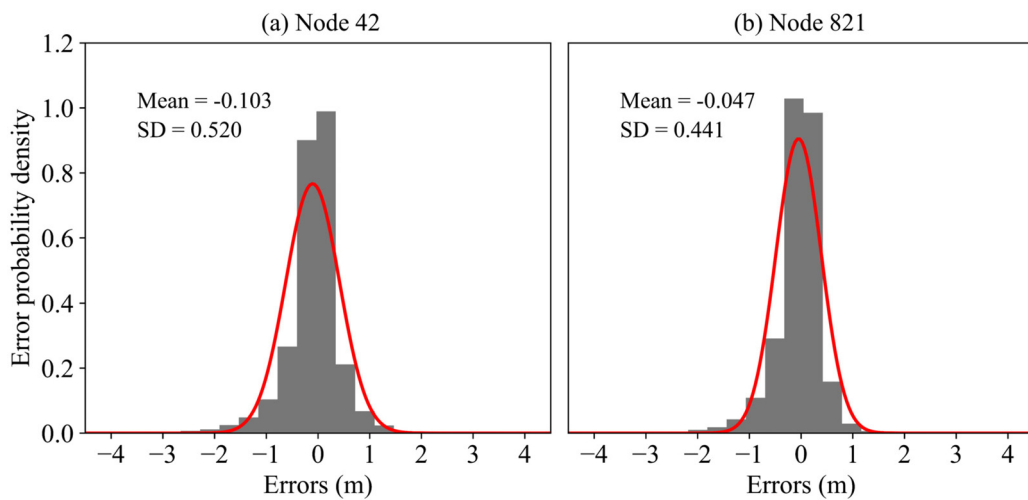 (a) Node 42
(b) Node 821
Error probability density
1.2
1.0
0.8
0.6
0.4
0.2
0.0
Mean = -0.103
SD = 0.520
Mean = -0.047
SD = 0.441
−4 −3 −2 −1 0 1 2 3 4
−4 −3 −2 −1 0 1 2 3 4
Errors (m)
Errors (m)